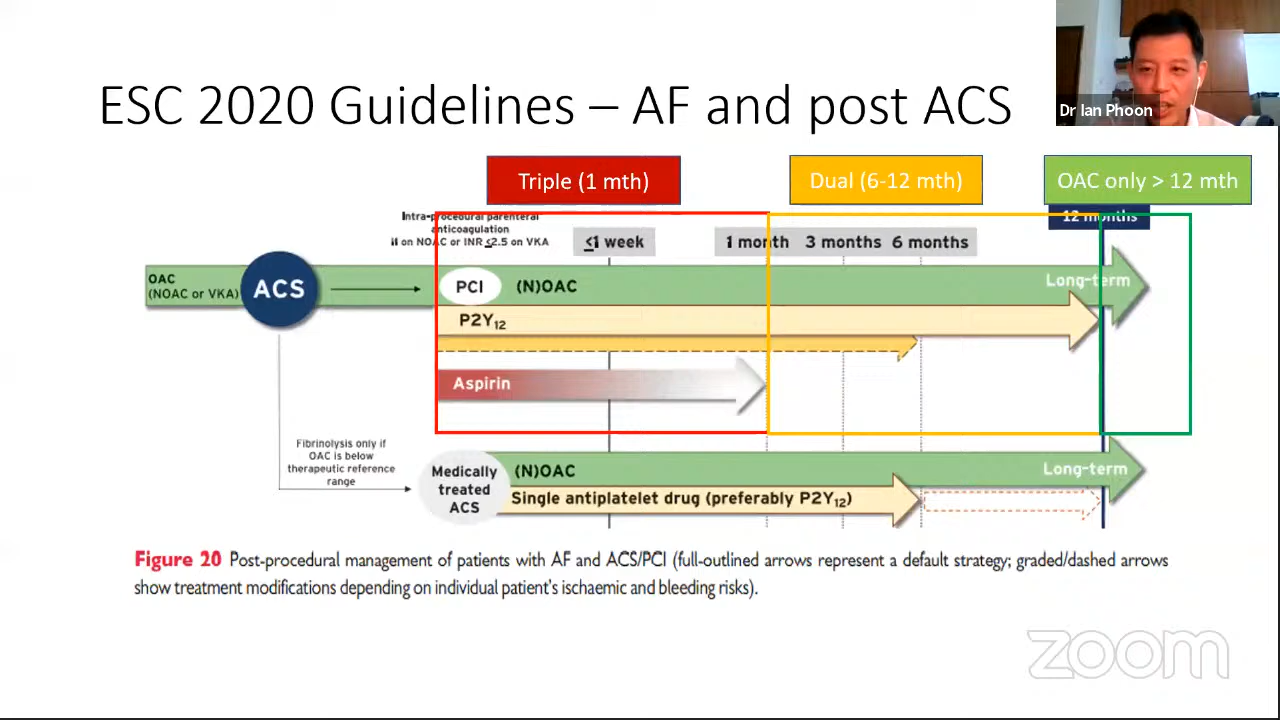 ESC 2020 Guidelines – AF and post ACS
Dr Ian Phoon
Triple (1 mth)
Dual (6-12 mth)
OAC only > 12 mth
Intra-procedural parenteral
anticoagulation
if on NOAC or INR ≤2.5 on VKA
≤1 week
1 month
3 months
6 months
12 months
OAC
(NOAC or VKA)
ACS
PCI
(N)OAC
Long-term
P2Y12
Aspirin
Fibrinolysis only if
OAC is below
therapeutic reference
range
Medically
treated
ACS
(N)OAC
Long-term
Single antiplatelet drug (preferably P2Y12)
Figure 20 Post-procedural management of patients with AF and ACS/PCI (full-outlined arrows represent a default strategy; graded/dashed arrows
show treatment modifications depending on individual patient's ischaemic and bleeding risks).
zoom